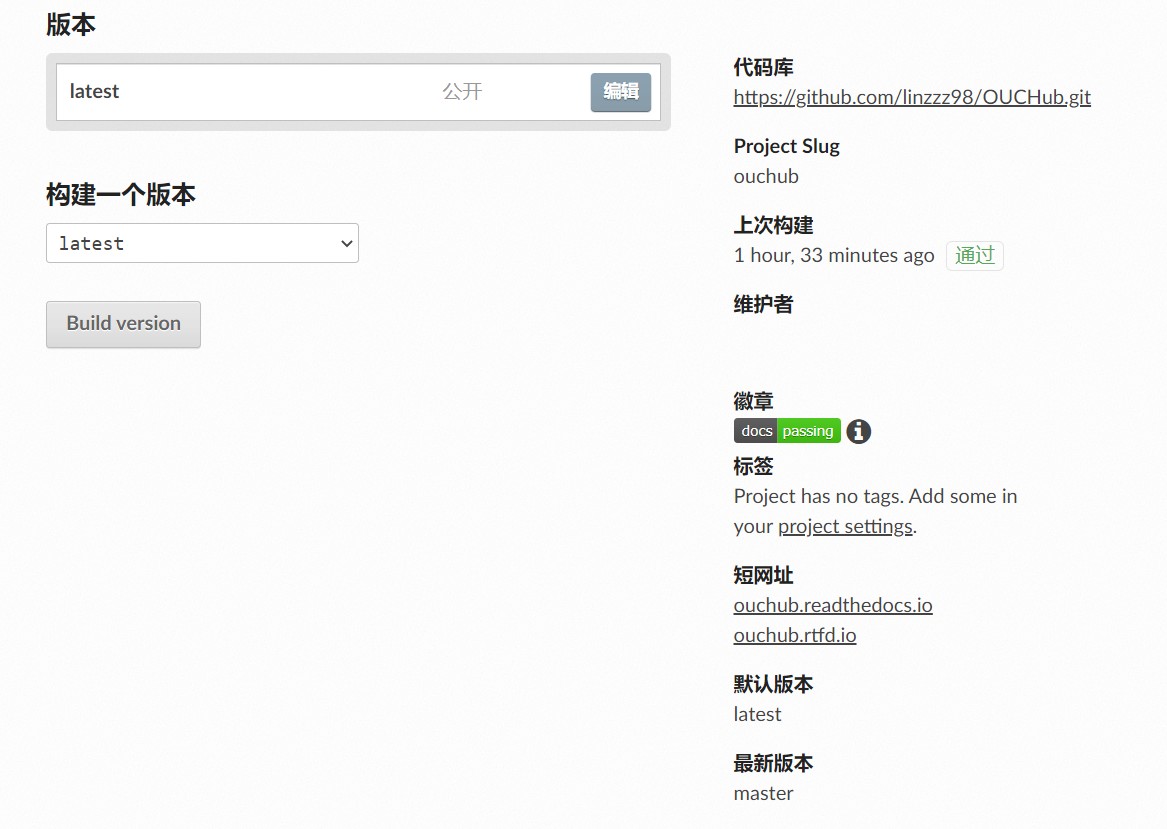 版本
latest 公开 编辑
构建一个版本
latest
Build version
代码库
https://github.com/linzzz98/OUCHub.git
Project Slug
ouchub
上次构建
1 hour, 33 minutes ago 通过
维护者
徽章
docs passing
标签
Project has no tags. Add some in
your project settings.
短网址
ouchub.readthedocs.io
ouchub.rtfd.io
默认版本
latest
最新版本
master